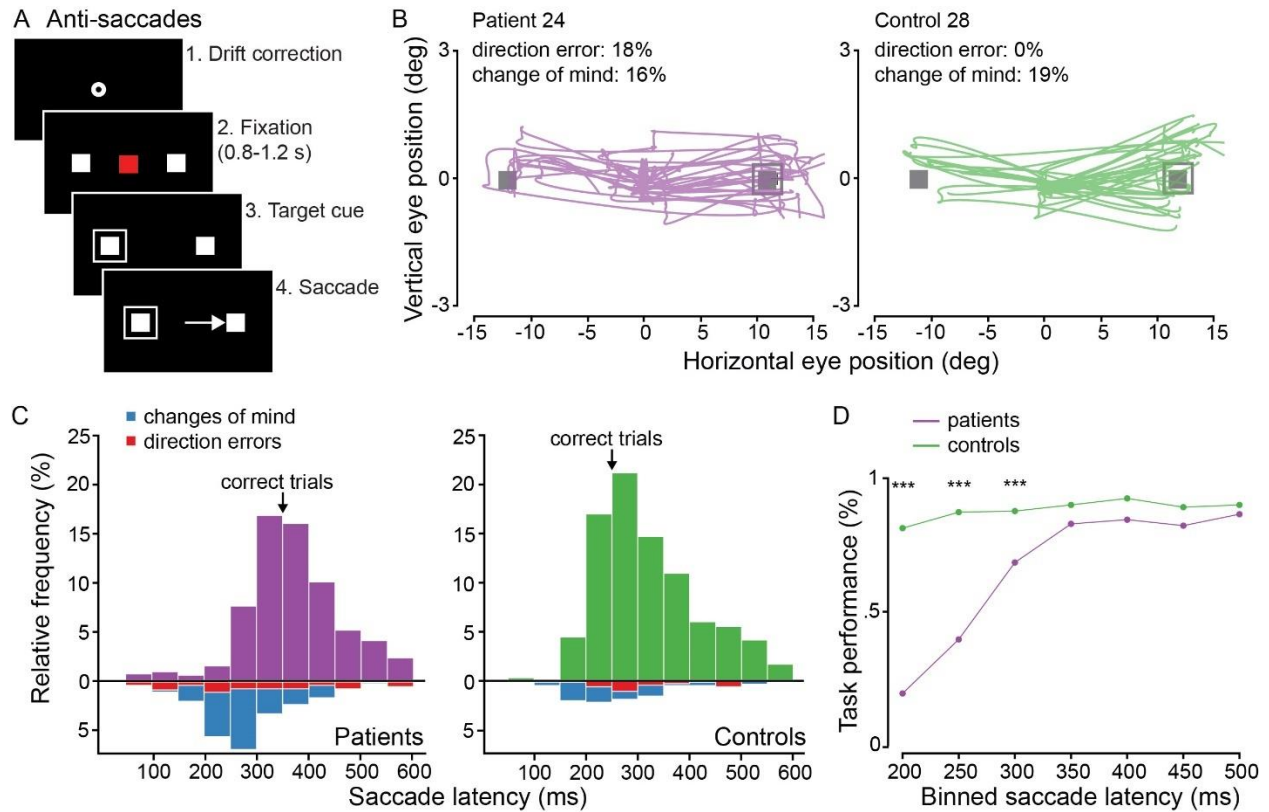 A Anti-saccades
1. Drift correction
2. Fixation
(0.8-1.2 s)
3. Target cue
4. Saccade
B
Patient 24
direction error: 18%
change of mind: 16%
Control 28
direction error: 0%
change of mind: 19%
Vertical eye position (deg)
3
0
-3
-15 -10 -5 0 5 10 15
3
0
-3
-15 -10 -5 0 5 10 15
Horizontal eye position (deg)
C
changes of mind
direction errors
correct trials
Relative frequency (%)
25
20
15
10
5
0
5
Patients
100 200 300 400 500 600
correct trials
25
20
15
10
5
0
5
Controls
100 200 300 400 500 600
Saccade latency (ms)
D
patients
controls
Task performance (%)
1
.5
0
*** *** ***
200 250 300 350 400 450 500
Binned saccade latency (ms)